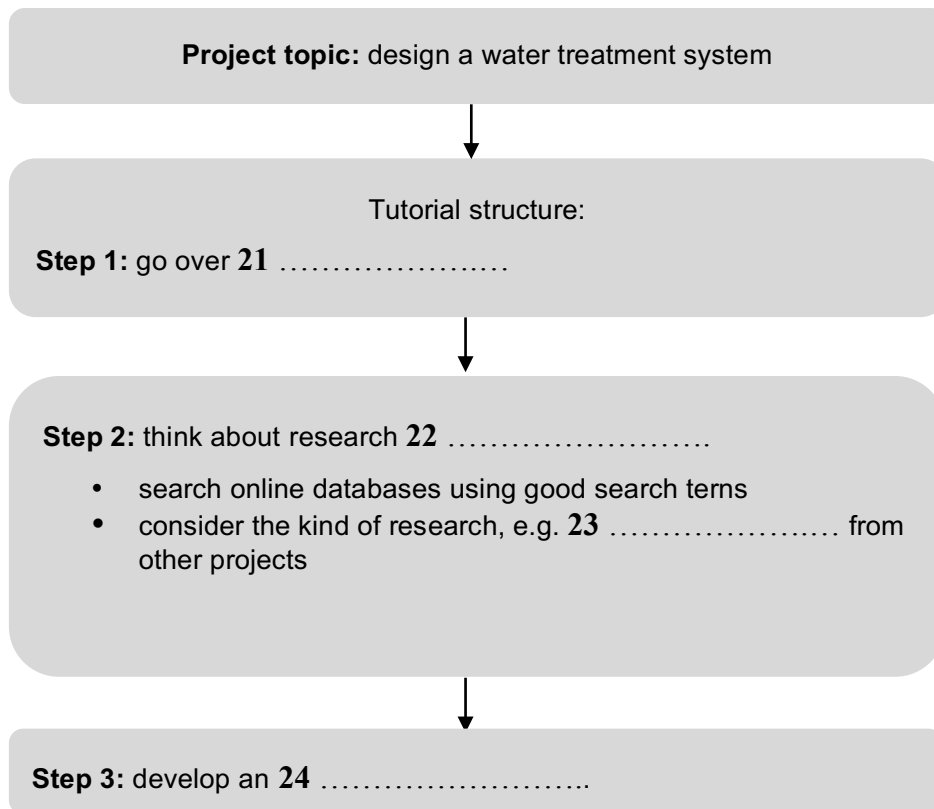 Project topic: design a water treatment system
Tutorial structure:
Step 1: go over 21 ........................
Step 2: think about research 22 ..........................
• search online databases using good search terns
• consider the kind of research, e.g. 23 ........................ from
other projects
Step 3: develop an 24 ..........................